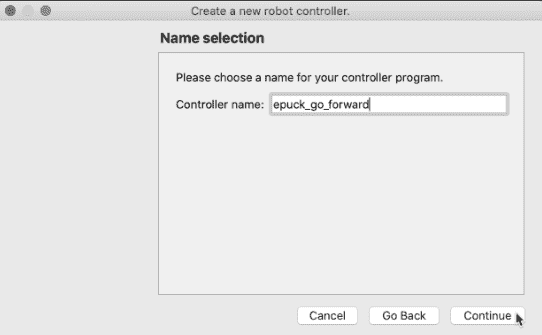 Create a new robot controller.
Name selection
Please choose a name for your controller program.
Controller name: epuck_go_forward
Cancel Go Back Continue